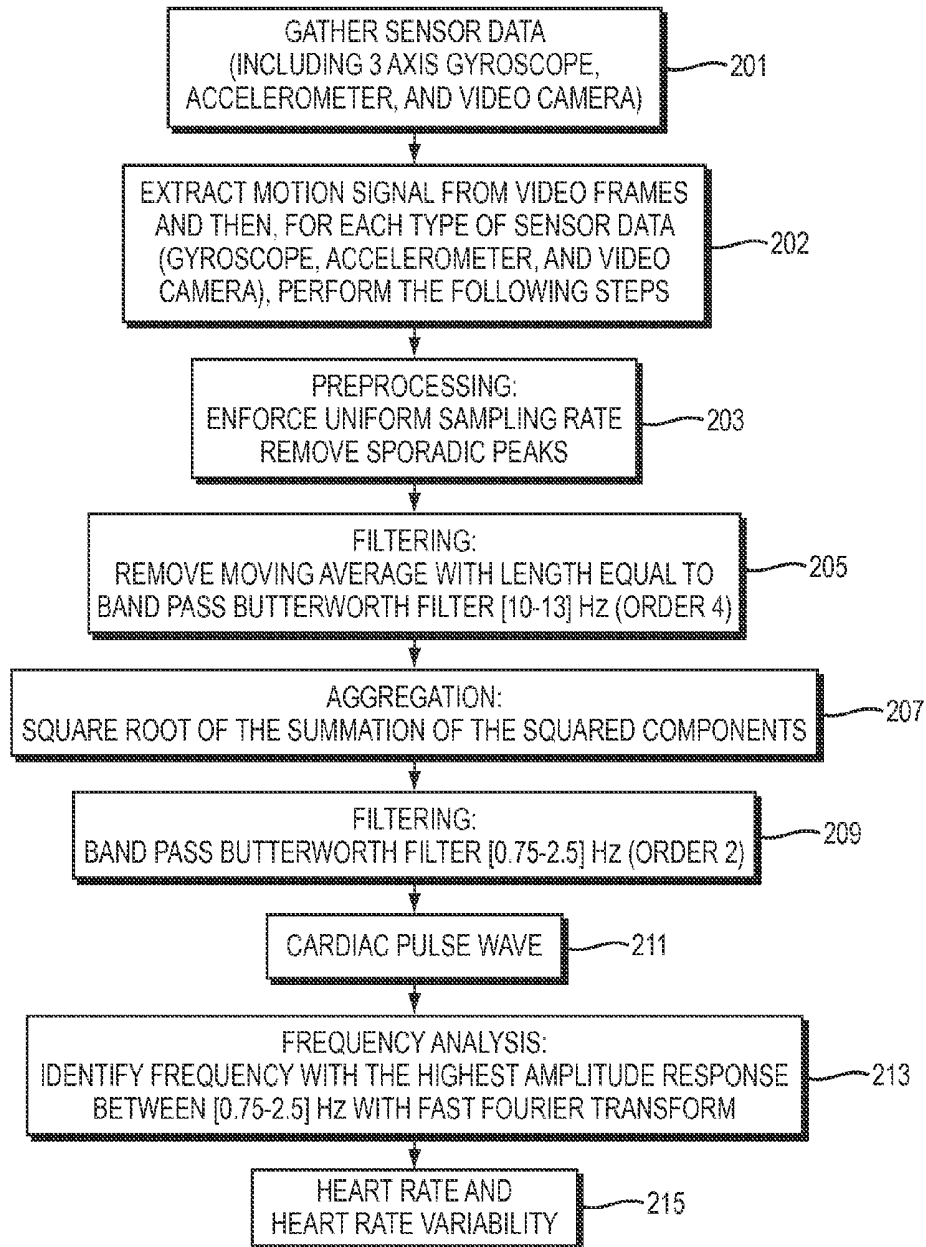 GATHER SENSOR DATA
(INCLUDING 3 AXIS GYROSCOPE,
ACCELEROMETER, AND VIDEO CAMERA)
201
EXTRACT MOTION SIGNAL FROM VIDEO FRAMES
AND THEN, FOR EACH TYPE OF SENSOR DATA
(GYROSCOPE, ACCELEROMETER, AND VIDEO
CAMERA), PERFORM THE FOLLOWING STEPS
202
PREPROCESSING:
ENFORCE UNIFORM SAMPLING RATE
REMOVE SPORADIC PEAKS
203
FILTERING:
REMOVE MOVING AVERAGE WITH LENGTH EQUAL TO
BAND PASS BUTTERWORTH FILTER [10-13] Hz (ORDER 4)
205
AGGREGATION:
SQUARE ROOT OF THE SUMMATION OF THE SQUARED COMPONENTS
207
FILTERING:
BAND PASS BUTTERWORTH FILTER [0.75-2.5] Hz (ORDER 2)
209
CARDIAC PULSE WAVE
211
FREQUENCY ANALYSIS:
IDENTIFY FREQUENCY WITH THE HIGHEST AMPLITUDE RESPONSE
BETWEEN [0.75-2.5] Hz WITH FAST FOURIER TRANSFORM
213
HEART RATE AND
HEART RATE VARIABILITY
215